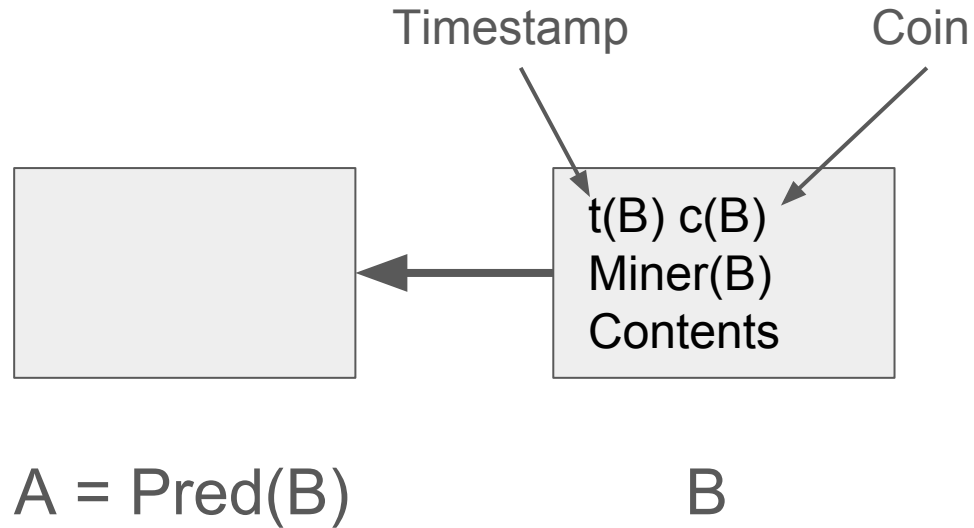 Timestamp Coin
t(B) c(B)
Miner(B)
Contents
A = Pred(B) B